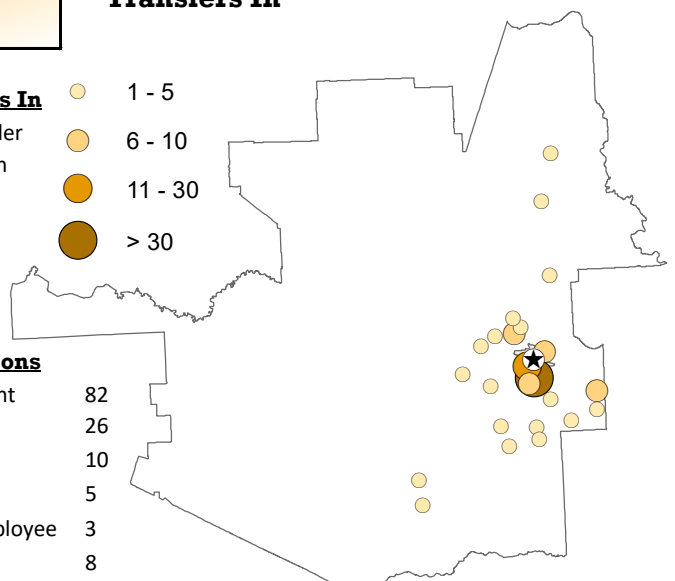 Transfers In
s In
1 - 5
ler
6 - 10
n
11 - 30
> 30
ons
nt 82
26
10
5
ployee 3
8